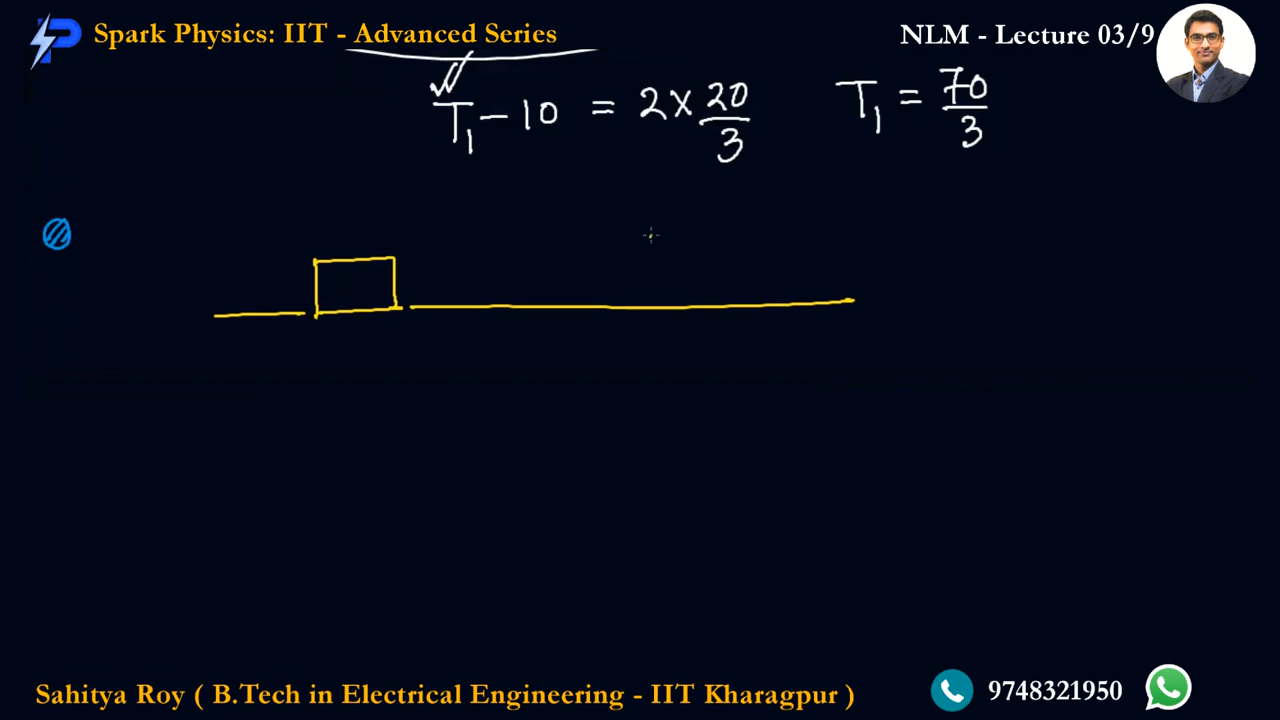 Spark Physics: IIT - Advanced Series
NLM - Lecture 03/9
T₁ - 10 = 2 × 20/3
T₁ = 70/3
Sahitya Roy ( B.Tech in Electrical Engineering - IIT Kharagpur )
9748321950